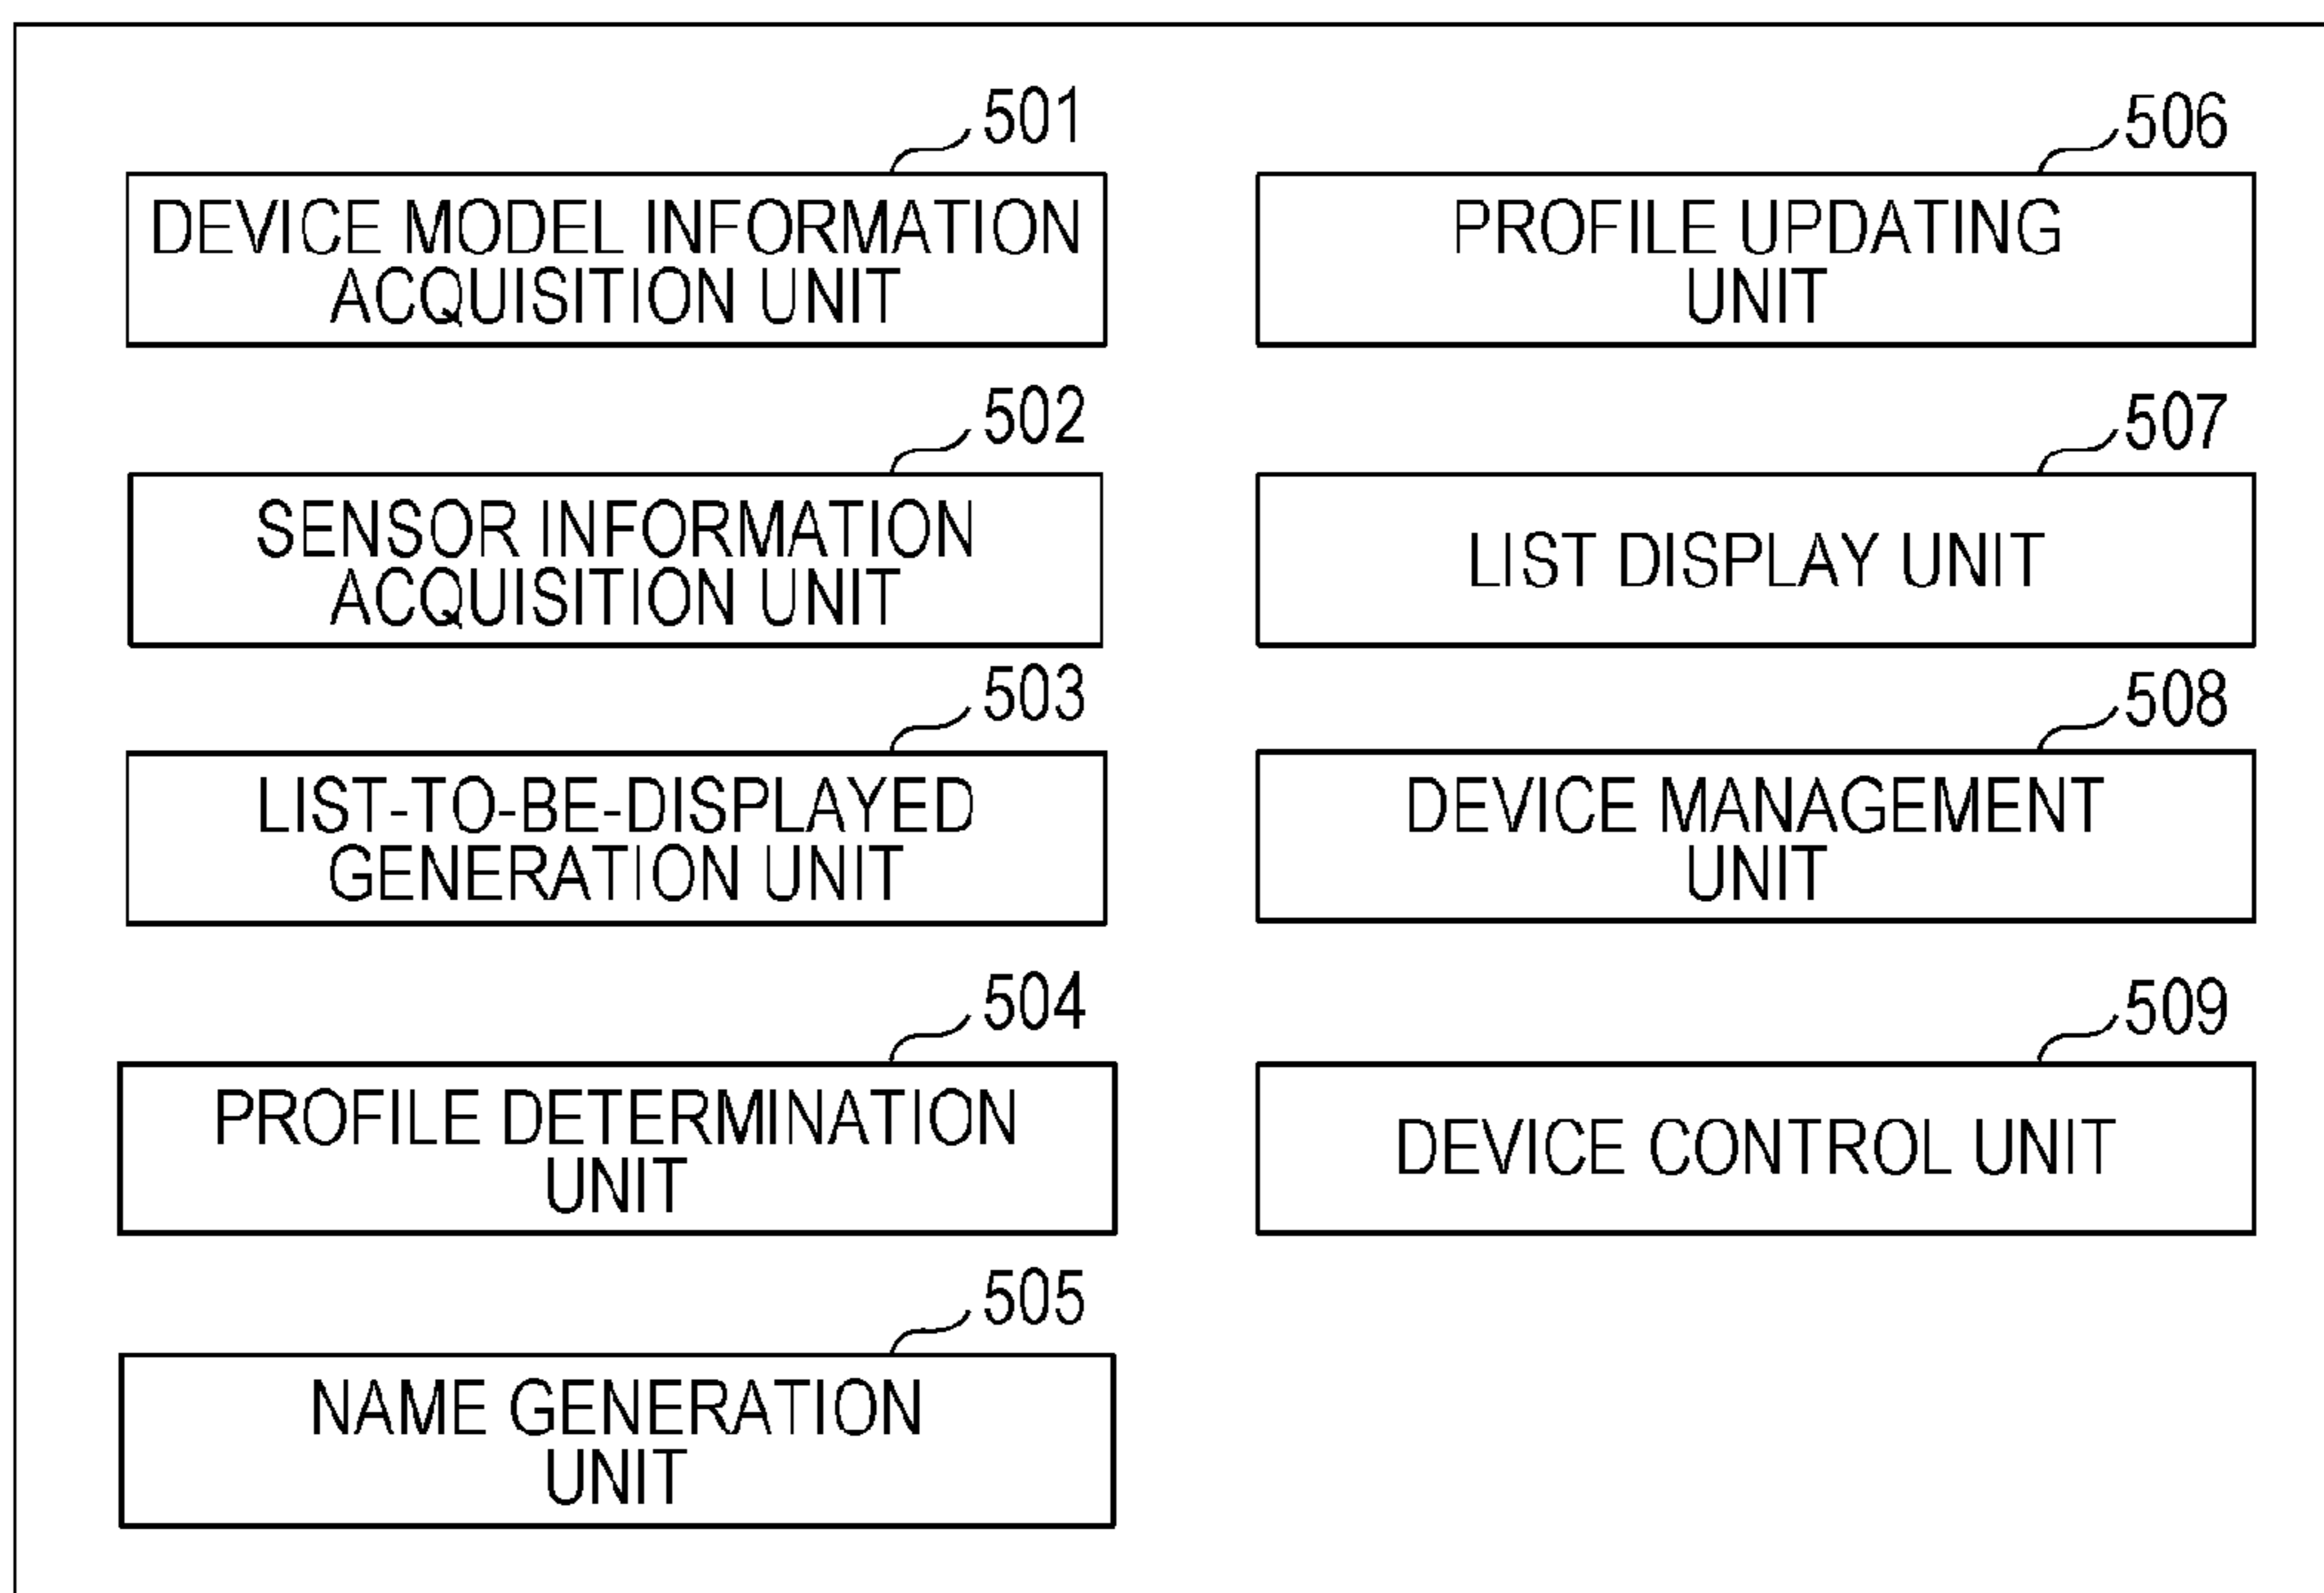 501
DEVICE MODEL INFORMATION
ACQUISITION UNIT
502
SENSOR INFORMATION
ACQUISITION UNIT
503
LIST-TO-BE-DISPLAYED
GENERATION UNIT
504
PROFILE DETERMINATION
UNIT
505
NAME GENERATION
UNIT
506
PROFILE UPDATING
UNIT
507
LIST DISPLAY UNIT
508
DEVICE MANAGEMENT
UNIT
509
DEVICE CONTROL UNIT